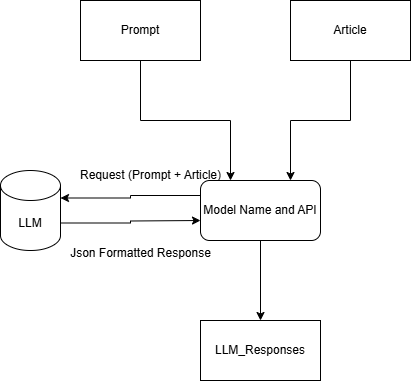 Prompt
Article
Request (Prompt + Article)
Model Name and API
LLM
Json Formatted Response
LLM_Responses